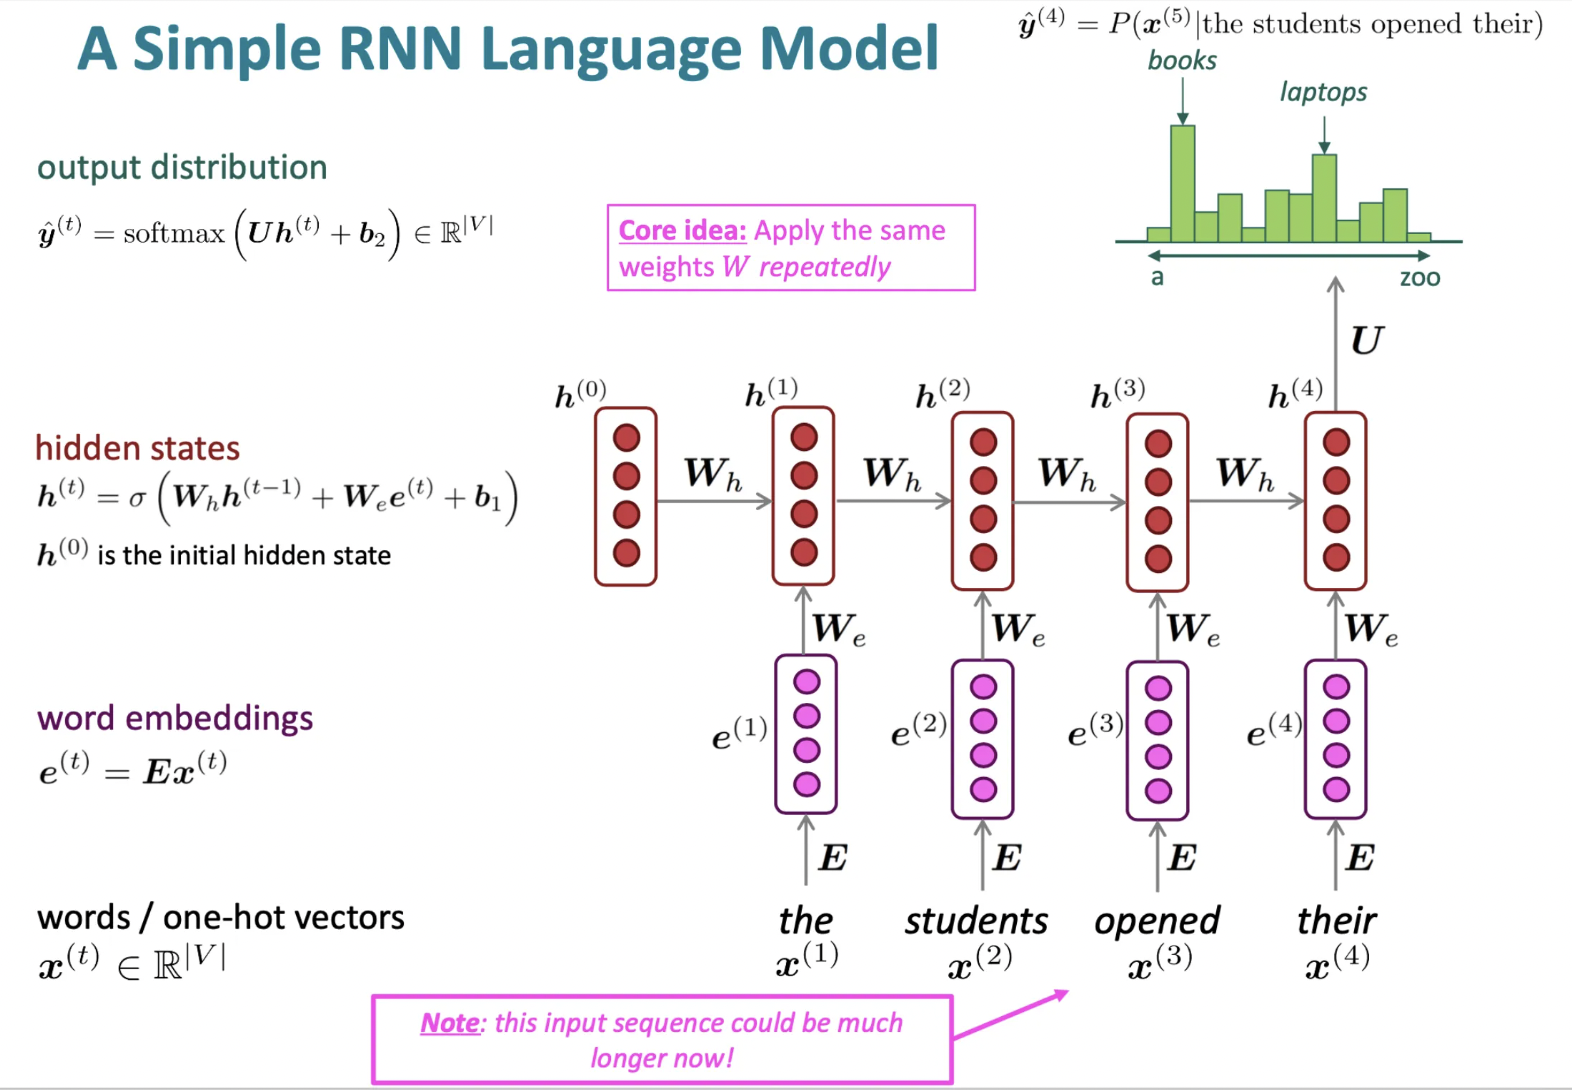 A Simple RNN Language Model
ŷ⁽⁴⁾ = P(x⁽⁵⁾|the students opened their)
books
laptops
a
zoo
output distribution
ŷ⁽ᵗ⁾ = softmax(Uh⁽ᵗ⁾ + b₂) ∈ ℝ^|V|
Core idea: Apply the same
weights W repeatedly
U
h⁽⁰⁾ h⁽¹⁾ h⁽²⁾ h⁽³⁾ h⁽⁴⁾
hidden states
h⁽ᵗ⁾ = σ(W_h h⁽ᵗ⁻¹⁾ + W_e e⁽ᵗ⁾ + b₁)
h⁽⁰⁾ is the initial hidden state
W_h W_h W_h W_h
W_e W_e W_e W_e
word embeddings
e⁽ᵗ⁾ = Ex⁽ᵗ⁾
e⁽¹⁾ e⁽²⁾ e⁽³⁾ e⁽⁴⁾
E E E E
words / one-hot vectors
x⁽ᵗ⁾ ∈ ℝ^|V|
the students opened their
x⁽¹⁾ x⁽²⁾ x⁽³⁾ x⁽⁴⁾
Note: this input sequence could be much
longer now!